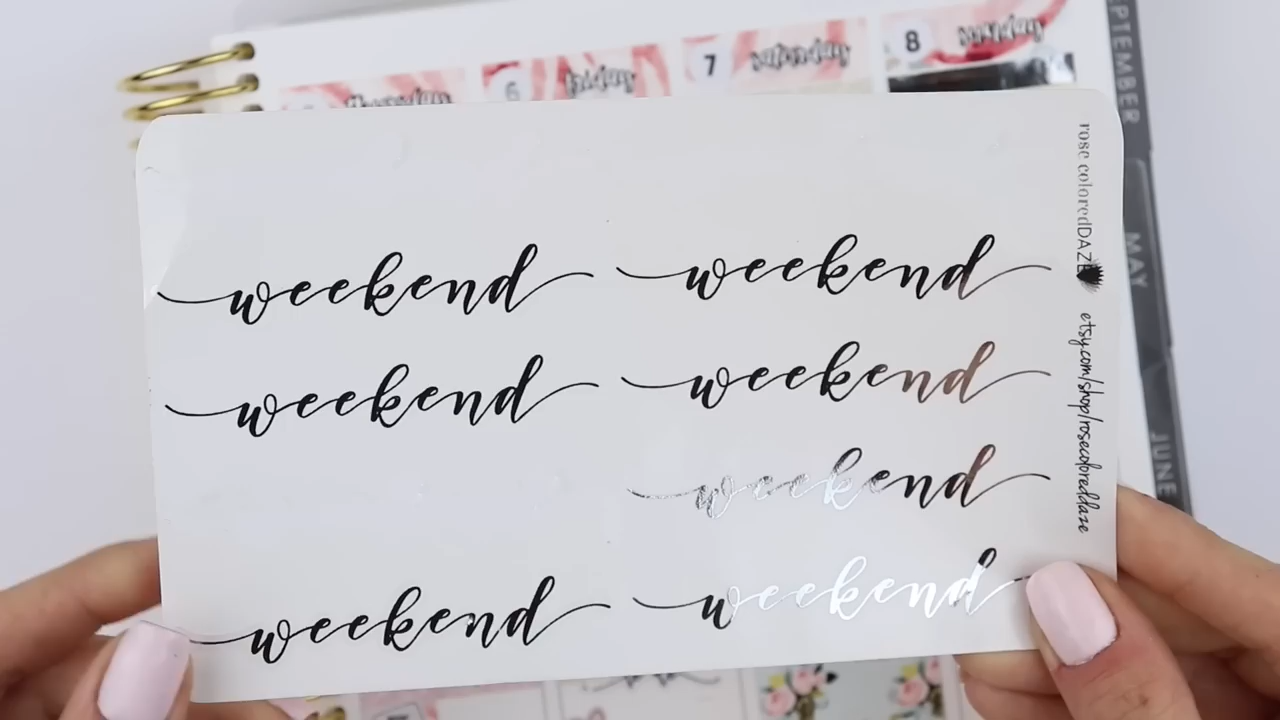 thursday 6 friday 7 saturday 8 sunday
weekend weekend
weekend weekend
weekend
weekend weekend
rose coloredDAZE
etsy.com/shop/rosecoloreddaze
SEPTEMBER
MAY
JUNE